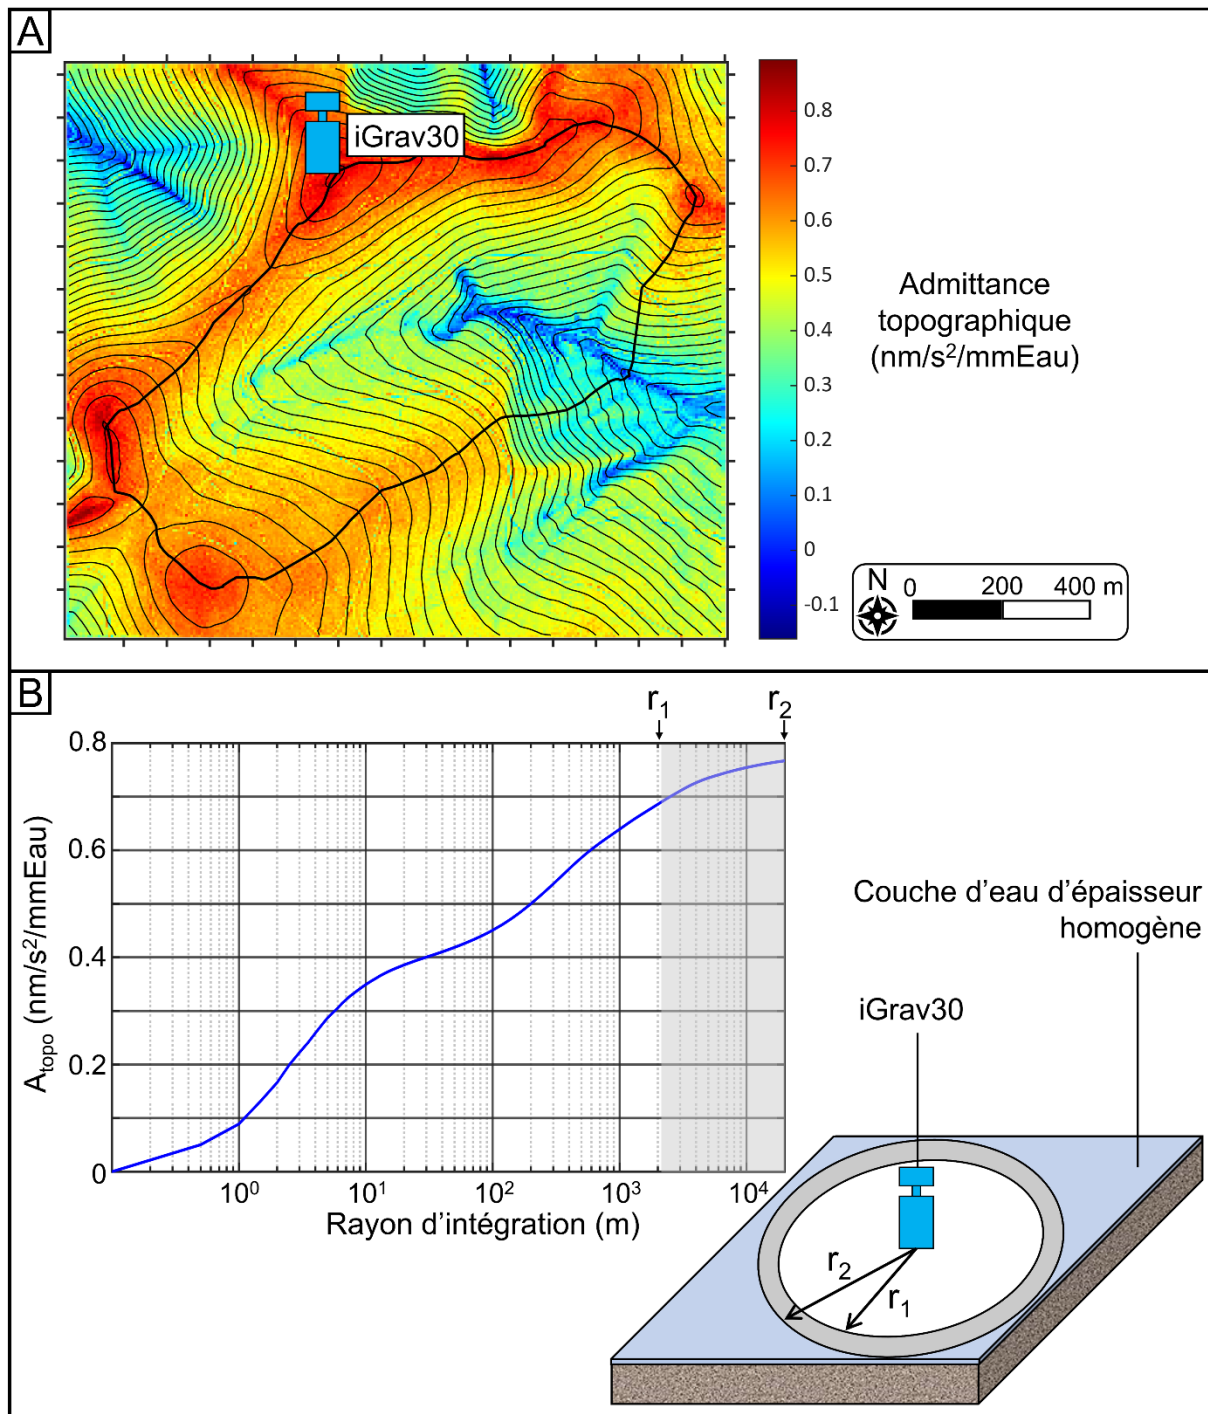 A
iGrav30
0.8
0.7
0.6
0.5
0.4
0.3
0.2
0.1
0
-0.1
Admittance
topographique
(nm/s²/mmEau)
N
0 200 400 m
B
r₁ r₂
0.8
0.6
0.4
0.2
0
A_topo (nm/s²/mmEau)
10⁰ 10¹ 10² 10³ 10⁴
Rayon d'intégration (m)
Couche d'eau d'épaisseur
homogène
iGrav30
r₂
r₁